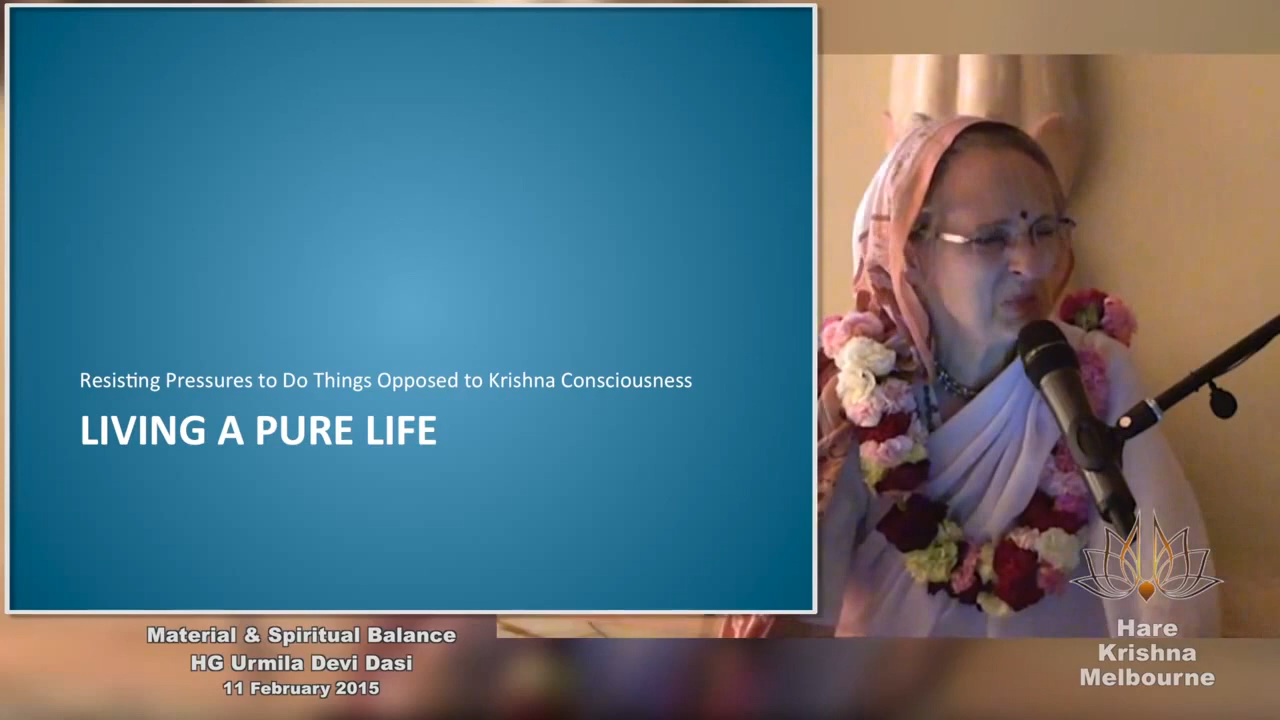 Resisting Pressures to Do Things Opposed to Krishna Consciousness
LIVING A PURE LIFE
Material & Spiritual Balance
HG Urmila Devi Dasi
11 February 2015
Hare
Krishna
Melbourne